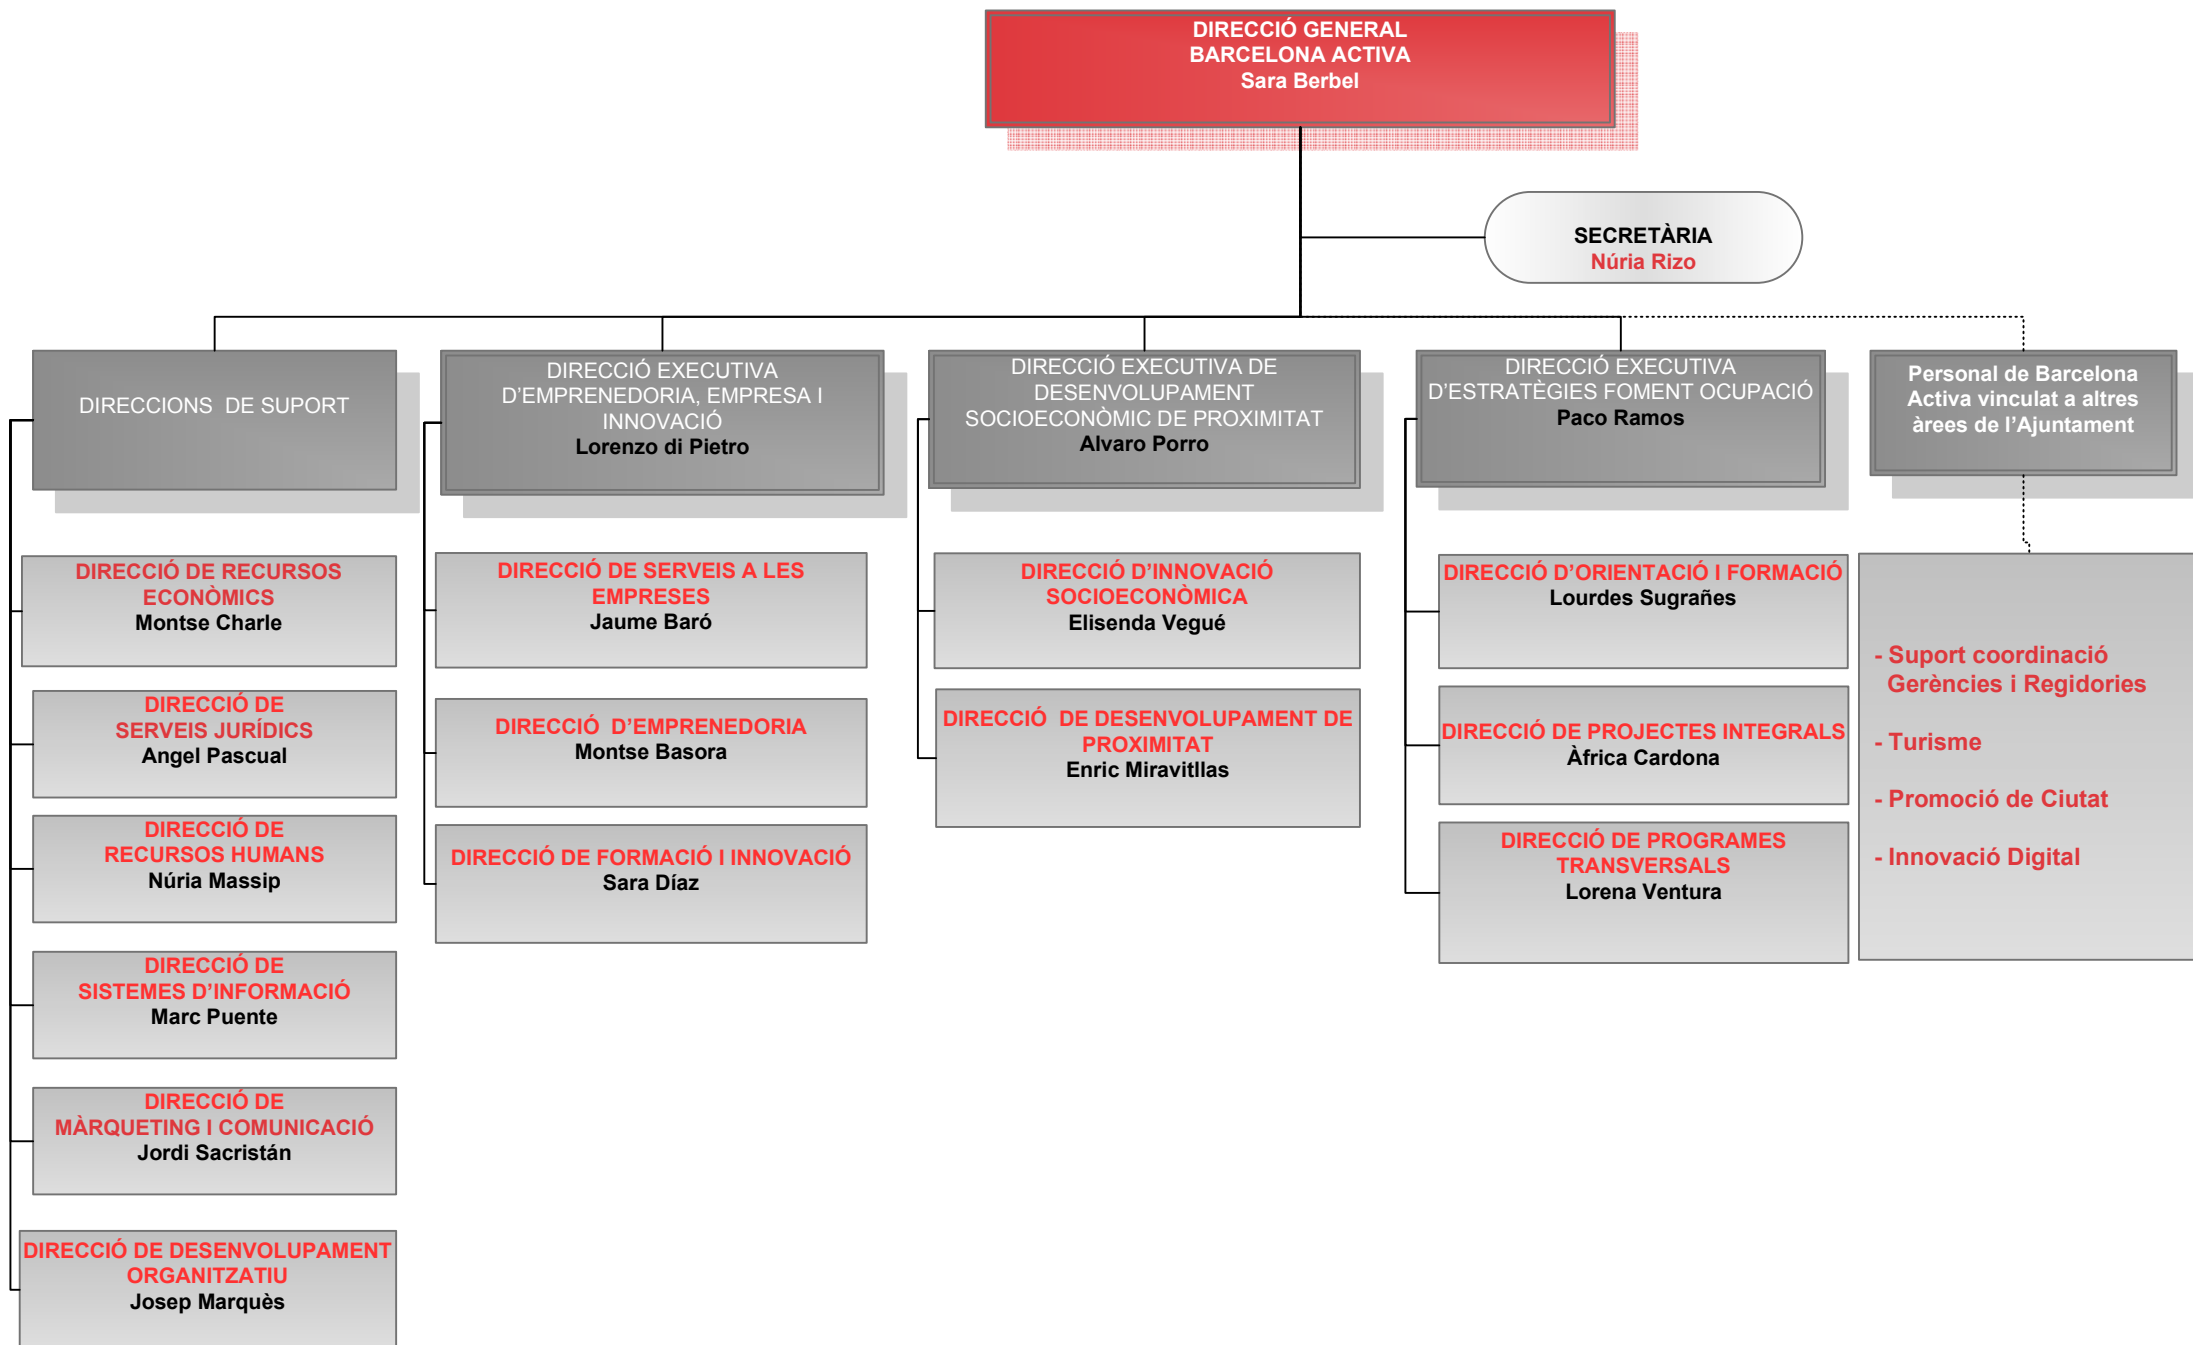 DIRECCIÓ GENERAL
BARCELONA ACTIVA
Sara Berbel
SECRETÀRIA
Núria Rizo
DIRECCIONS DE SUPORT
DIRECCIÓ DE RECURSOS
ECONÒMICS
Montse Charle
DIRECCIÓ DE
SERVEIS JURÍDICS
Angel Pascual
DIRECCIÓ DE
RECURSOS HUMANS
Núria Massip
DIRECCIÓ DE
SISTEMES D'INFORMACIÓ
Marc Puente
DIRECCIÓ DE
MÀRQUETING I COMUNICACIÓ
Jordi Sacristán
DIRECCIÓ DE DESENVOLUPAMENT
ORGANITZATIU
Josep Marquès
DIRECCIÓ EXECUTIVA
D'EMPRENEDORIA, EMPRESA I
INNOVACIÓ
Lorenzo di Pietro
DIRECCIÓ DE SERVEIS A LES
EMPRESES
Jaume Baró
DIRECCIÓ D'EMPRENEDORIA
Montse Basora
DIRECCIÓ DE FORMACIÓ I INNOVACIÓ
Sara Díaz
DIRECCIÓ EXECUTIVA DE
DESENVOLUPAMENT
SOCIOECONÒMIC DE PROXIMITAT
Alvaro Porro
DIRECCIÓ D'INNOVACIÓ
SOCIOECONÒMICA
Elisenda Vegué
DIRECCIÓ DE DESENVOLUPAMENT DE
PROXIMITAT
Enric Miravitllas
DIRECCIÓ EXECUTIVA
D'ESTRATÈGIES FOMENT OCUPACIÓ
Paco Ramos
DIRECCIÓ D'ORIENTACIÓ I FORMACIÓ
Lourdes Sugrañes
DIRECCIÓ DE PROJECTES INTEGRALS
Àfrica Cardona
DIRECCIÓ DE PROGRAMES
TRANSVERSALS
Lorena Ventura
Personal de Barcelona
Activa vinculat a altres
àrees de l'Ajuntament
- Suport coordinació
Gerències i Regidories
- Turisme
- Promoció de Ciutat
- Innovació Digital